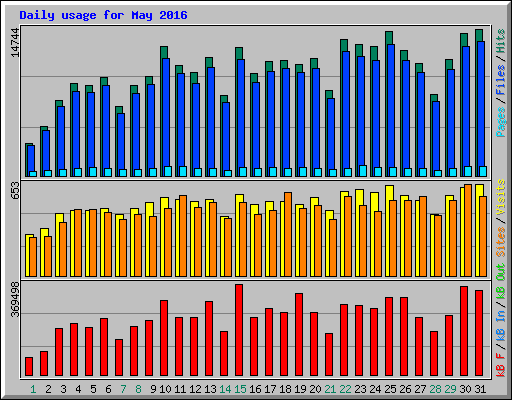 Daily usage for May 2016
14744
Pages / Files / Hits
653
Sites / Visits
369498
kB F / kB In / kB Out
1 2 3 4 5 6 7 8 9 10 11 12 13 14 15 16 17 18 19 20 21 22 23 24 25 26 27 28 29 30 31